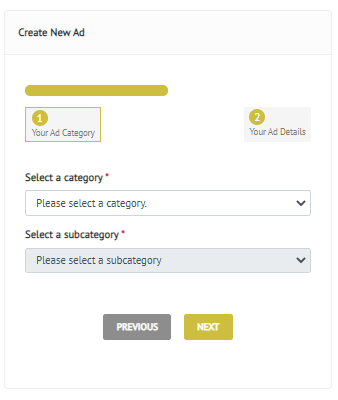 Create New Ad
1
Your Ad Category
2
Your Ad Details
Select a category *
Please select a category.
Select a subcategory *
Please select a subcategory
PREVIOUS
NEXT